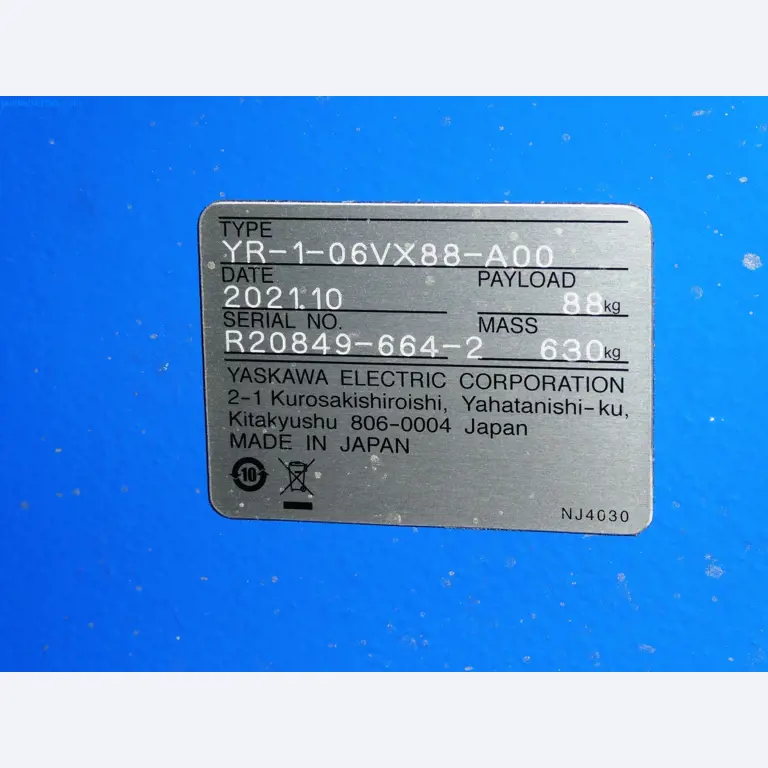 TYPE
YR-1-06VX88-A00
DATE PAYLOAD
2021.10 88kg
SERIAL NO. MASS
R20849-664-2 630kg
YASKAWA ELECTRIC CORPORATION
2-1 Kurosakishiroishi, Yahatanishi-ku,
Kitakyushu 806-0004 Japan
MADE IN JAPAN
10
NJ4030